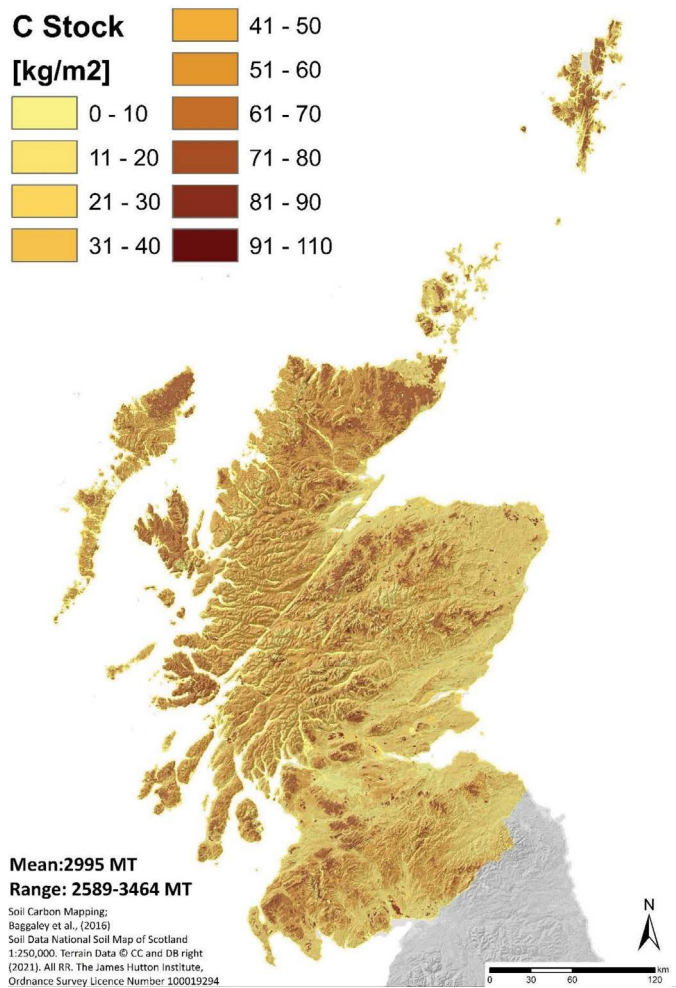 C Stock
[kg/m2]
0 - 10
11 - 20
21 - 30
31 - 40
41 - 50
51 - 60
61 - 70
71 - 80
81 - 90
91 - 110
Mean:2995 MT
Range: 2589-3464 MT
Soil Carbon Mapping;
Baggaley et al., (2016)
Soil Data National Soil Map of Scotland
1:250,000. Terrain Data © CC and DB right
(2021). All RR. The James Hutton Institute,
Ordnance Survey Licence Number 100019294
N
km
0 30 60 120